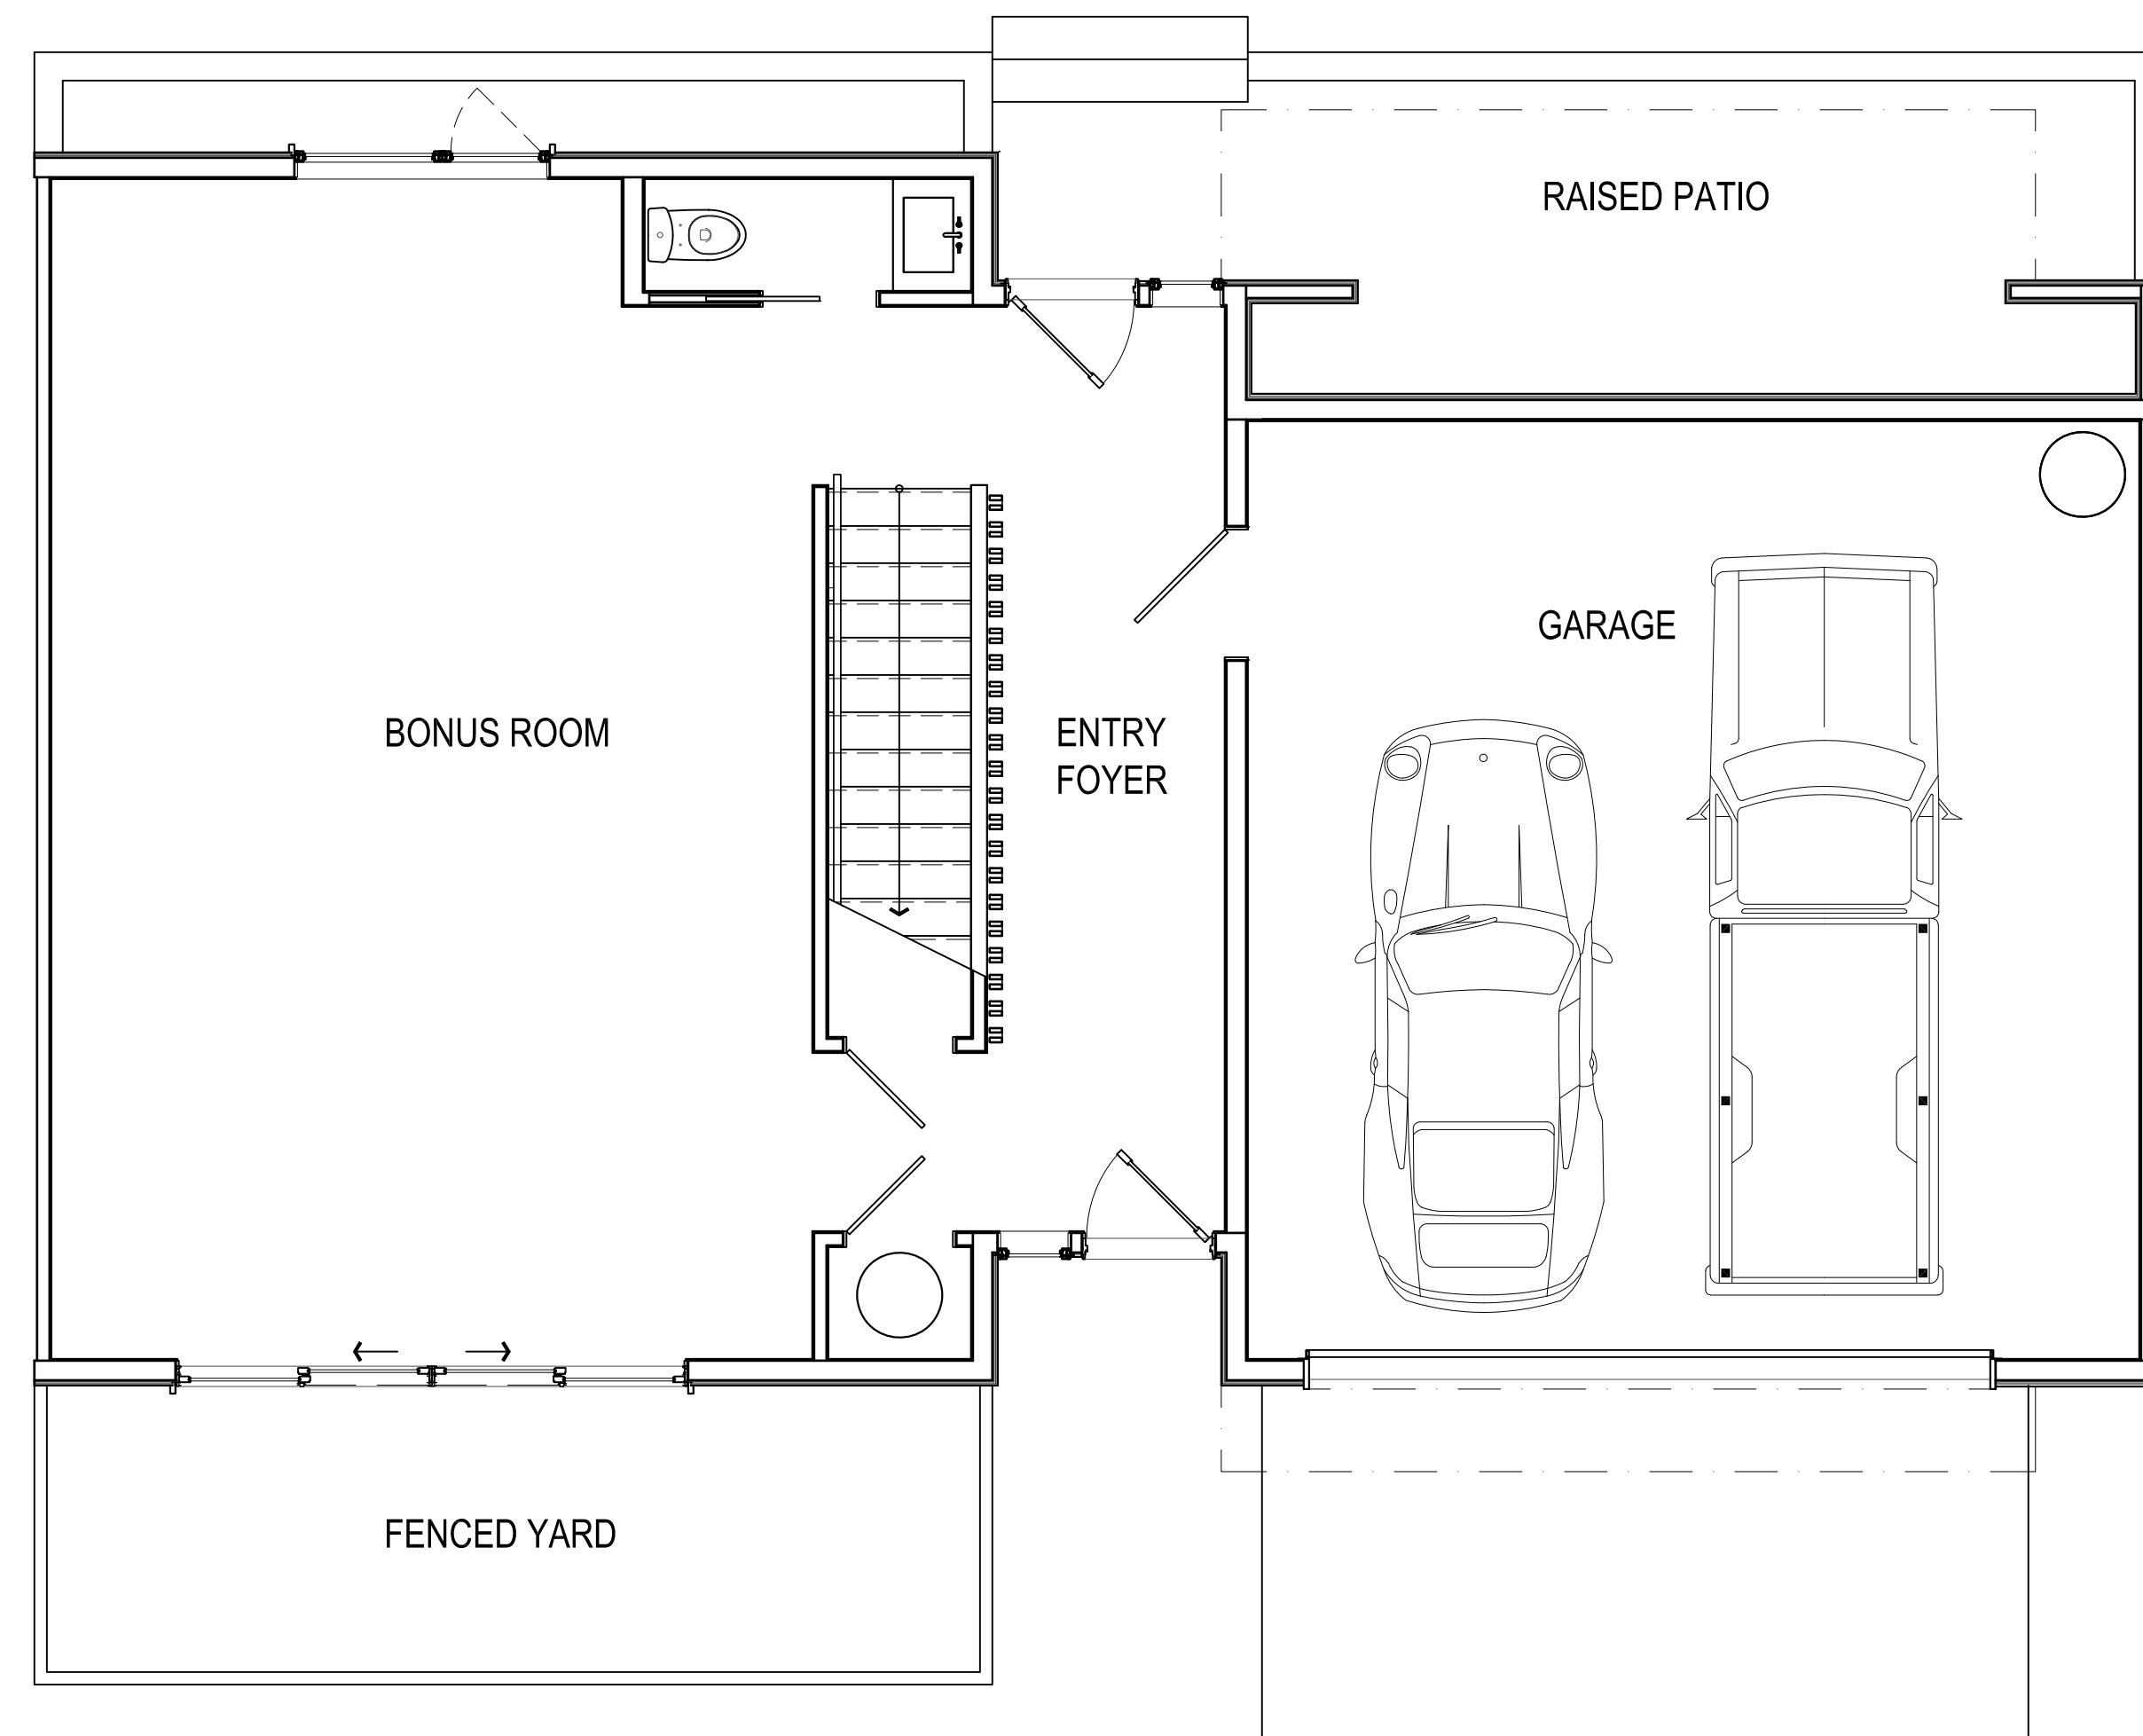 RAISED PATIO
GARAGE
BONUS ROOM
ENTRY
FOYER
FENCED YARD